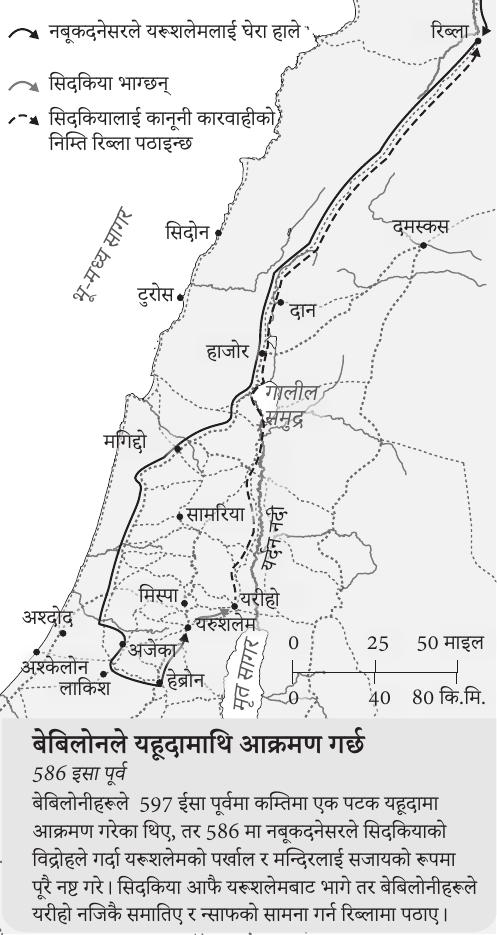 नबूकदनेसरले यरूशलेमलाई घेरा हाले
सिदकिया भाग्छन्
सिदकियालाई कानूनी कारवाहीको
निम्ति रिब्ला पठाइन्छ
रिब्ला
भू-मध्य सागर
सिदोन
दमस्कस
टुरोस
दान
हाजोर
गालील
समुद्र
मगिद्दो
सामरिया
यर्दन नदी
मिस्पा
यरीहो
अश्दोद
यरुशलेम
अजेका
अश्केलोन
लाकिश
हेब्रोन
मृत सागर
0 25 50 माइल
0 40 80 कि.मि.
बेबिलोनले यहूदामाथि आक्रमण गर्छ
586 इसा पूर्व
बेबिलोनीहरूले 597 ईसा पूर्वमा कम्तिमा एक पटक यहूदामा
आक्रमण गरेका थिए, तर 586 मा नबूकदनेसरले सिदकियाको
विद्रोहले गर्दा यरूशलेमको पर्खाल र मन्दिरलाई सजायको रूपमा
पूरै नष्ट गरे। सिदकिया आफै यरूशलेमबाट भागे तर बेबिलोनीहरूले
यरीहो नजिकै समातिए र न्साफको सामना गर्न रिब्लामा पठाए।